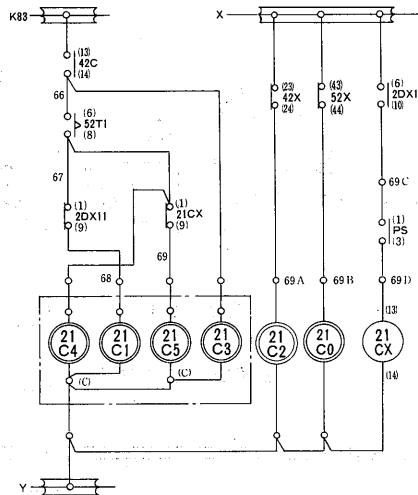 K83
X
(13)
42C
(14)
66
(6)
52T1
(8)
67
(1)
2DX11
(9)
(1)
21CX
(9)
68
69
(23)
42X
(24)
(43)
52X
(44)
(6)
2DX1
(10)
69C
(1)
PS
(3)
69A
69B
69D
(13)
21
C4
21
C1
21
C5
21
C3
21
C2
21
C0
21
CX
(14)
(C)
(C)
Y